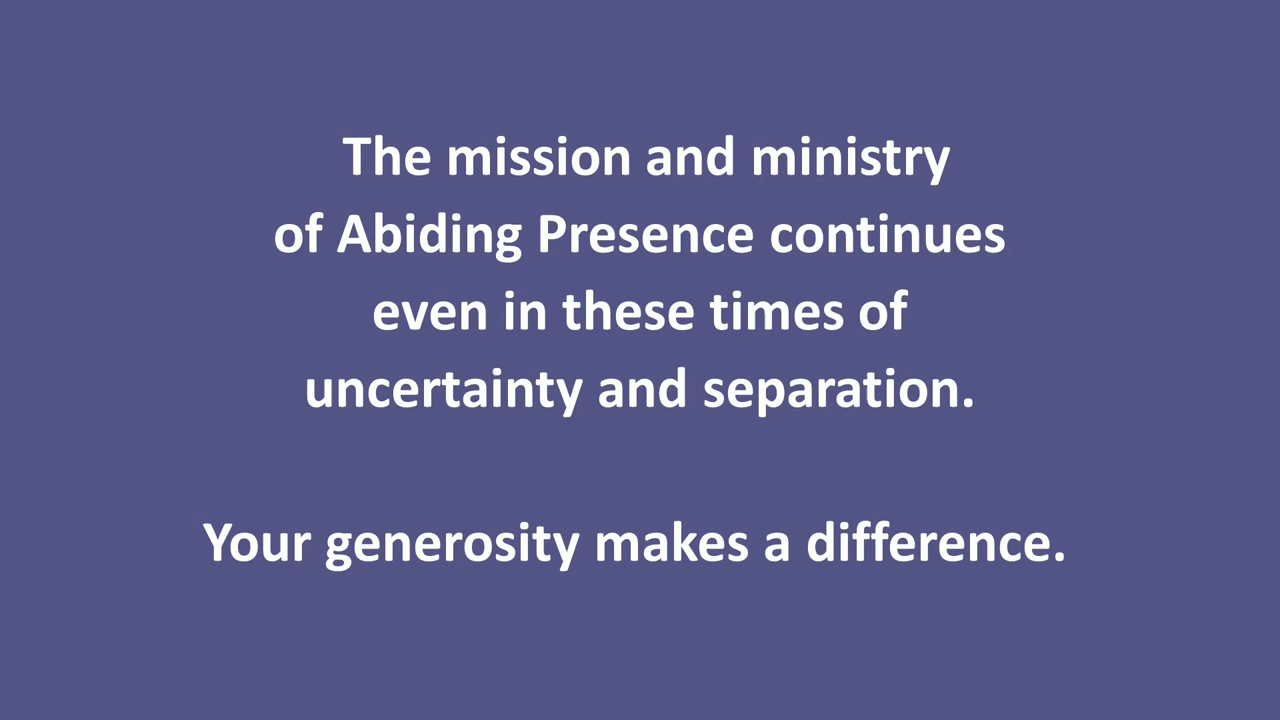 The mission and ministry
of Abiding Presence continues
even in these times of
uncertainty and separation.
Your generosity makes a difference.